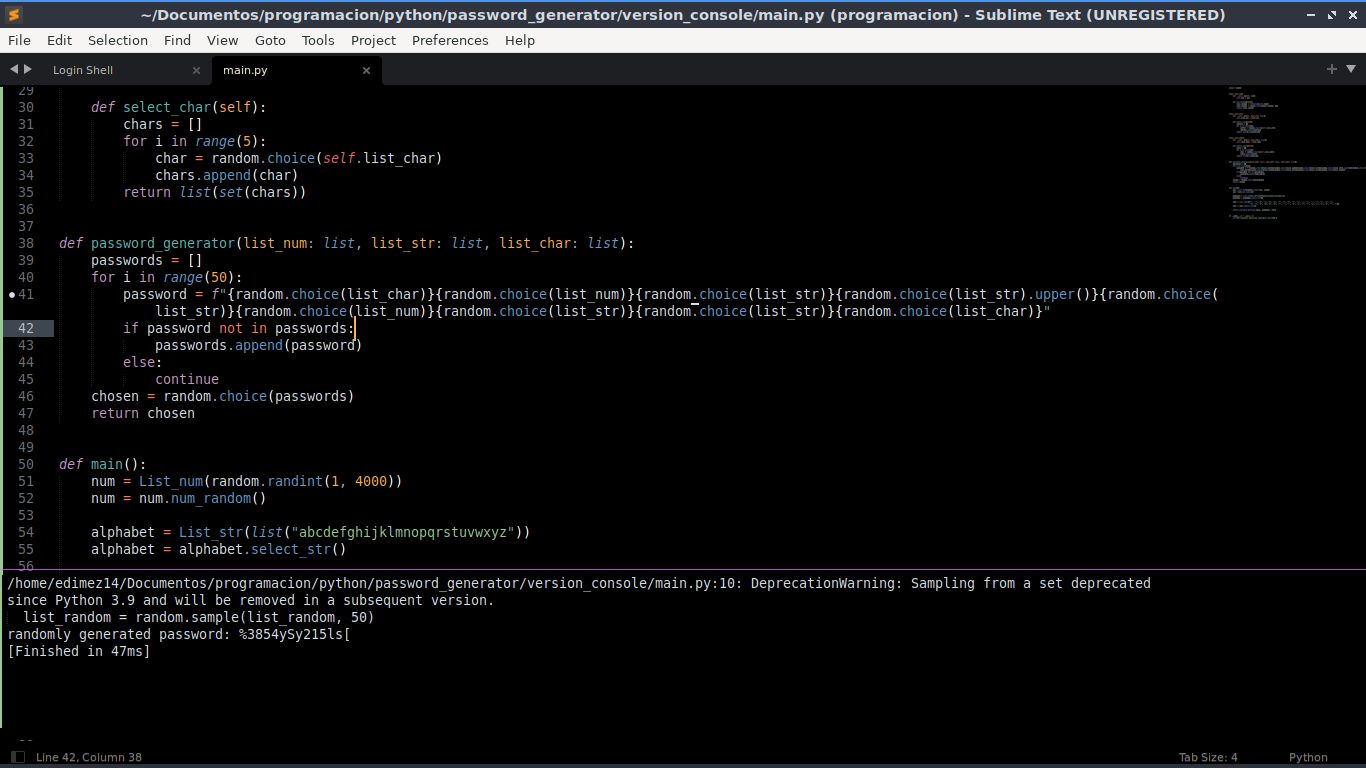 ~/Documentos/programacion/python/password_generator/version_console/main.py (programacion) - Sublime Text (UNREGISTERED)
File Edit Selection Find View Goto Tools Project Preferences Help
Login Shell main.py
29
30 def select_char(self):
31 chars = []
32 for i in range(5):
33 char = random.choice(self.list_char)
34 chars.append(char)
35 return list(set(chars))
36
37
38 def password_generator(list_num: list, list_str: list, list_char: list):
39 passwords = []
40 for i in range(50):
41 password = f"{random.choice(list_char)}{random.choice(list_num)}{random.choice(list_str)}{random.choice(list_str).upper()}{random.choice(
list_str)}{random.choice(list_num)}{random.choice(list_str)}{random.choice(list_str)}{random.choice(list_char)}"
42 if password not in passwords:
43 passwords.append(password)
44 else:
45 continue
46 chosen = random.choice(passwords)
47 return chosen
48
49
50 def main():
51 num = List_num(random.randint(1, 4000))
52 num = num.num_random()
53
54 alphabet = List_str(list("abcdefghijklmnopqrstuvwxyz"))
55 alphabet = alphabet.select_str()
56
/home/edimez14/Documentos/programacion/python/password_generator/version_console/main.py:10: DeprecationWarning: Sampling from a set deprecated
since Python 3.9 and will be removed in a subsequent version.
list_random = random.sample(list_random, 50)
randomly generated password: %3854ySy215ls[
[Finished in 47ms]
Line 42, Column 38 Tab Size: 4 Python